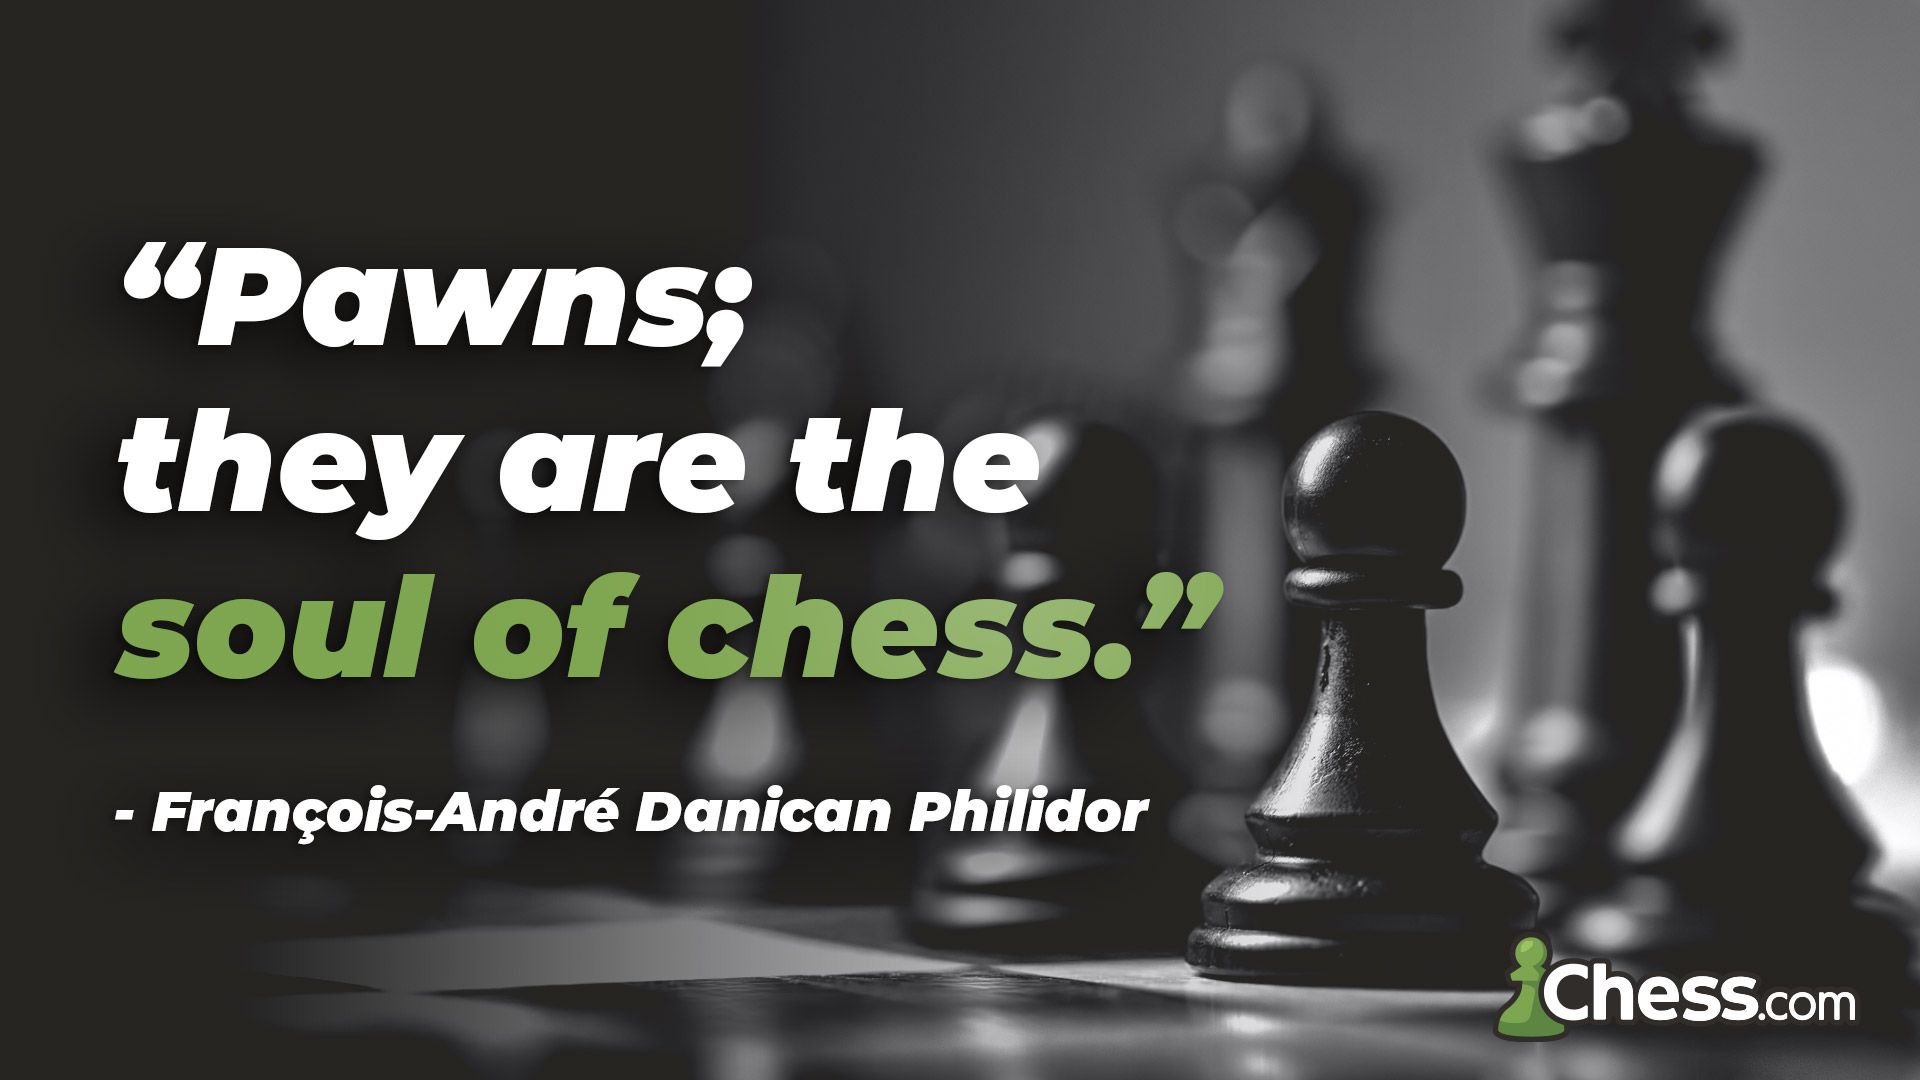 “Pawns;
they are the
soul of chess.”
- François-André Danican Philidor
Chess.com